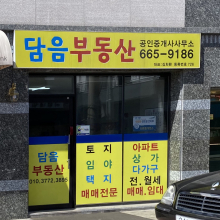 담음부동산
공인중개사사무소
665-9186
담음
부동산
토지
임야
택지
매매전문
아파트
상가
다가구
전.월세
매매,임대